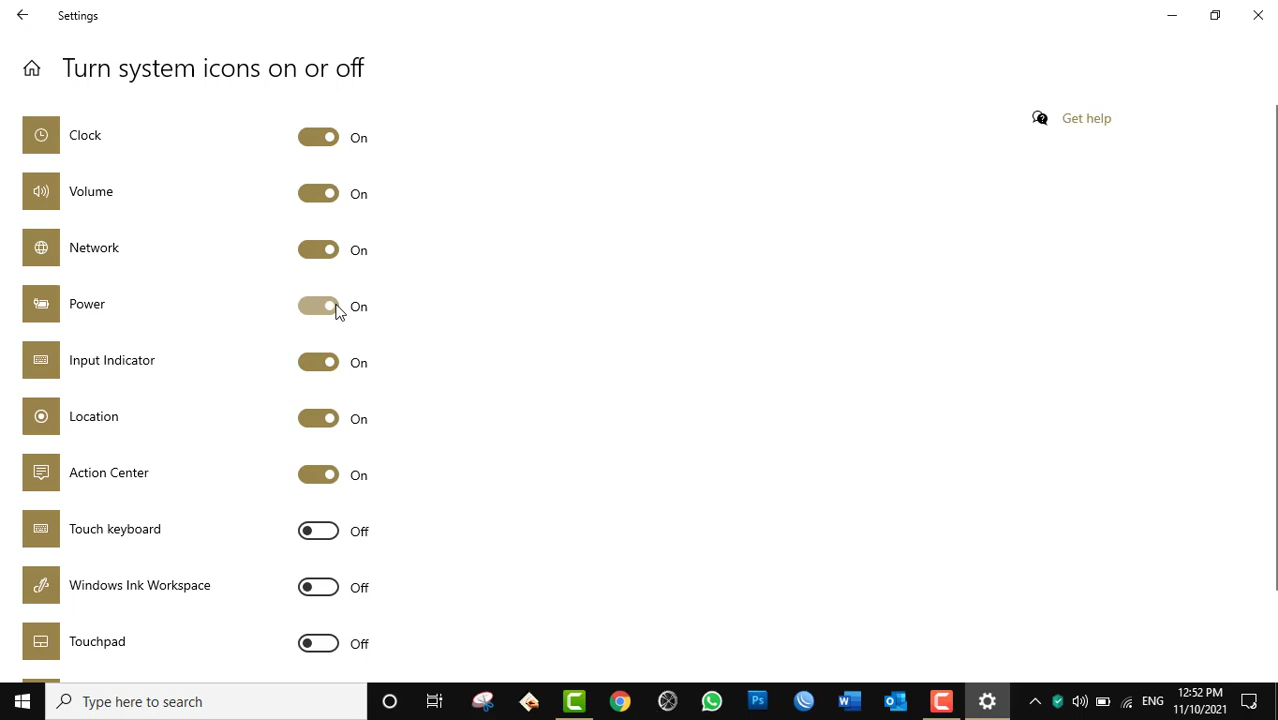 Settings
Turn system icons on or off
Clock On
Get help
Volume On
Network On
Power On
Input Indicator On
Location On
Action Center On
Touch keyboard Off
Windows Ink Workspace Off
Touchpad Off
Type here to search
Ps
ENG
12:52 PM
11/10/2021